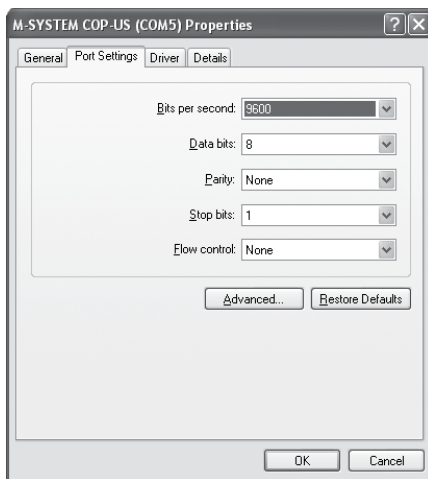 M-SYSTEM COP-US (COM5) Properties
General Port Settings Driver Details
Bits per second: 9600
Data bits: 8
Parity: None
Stop bits: 1
Flow control: None
Advanced... Restore Defaults
OK Cancel